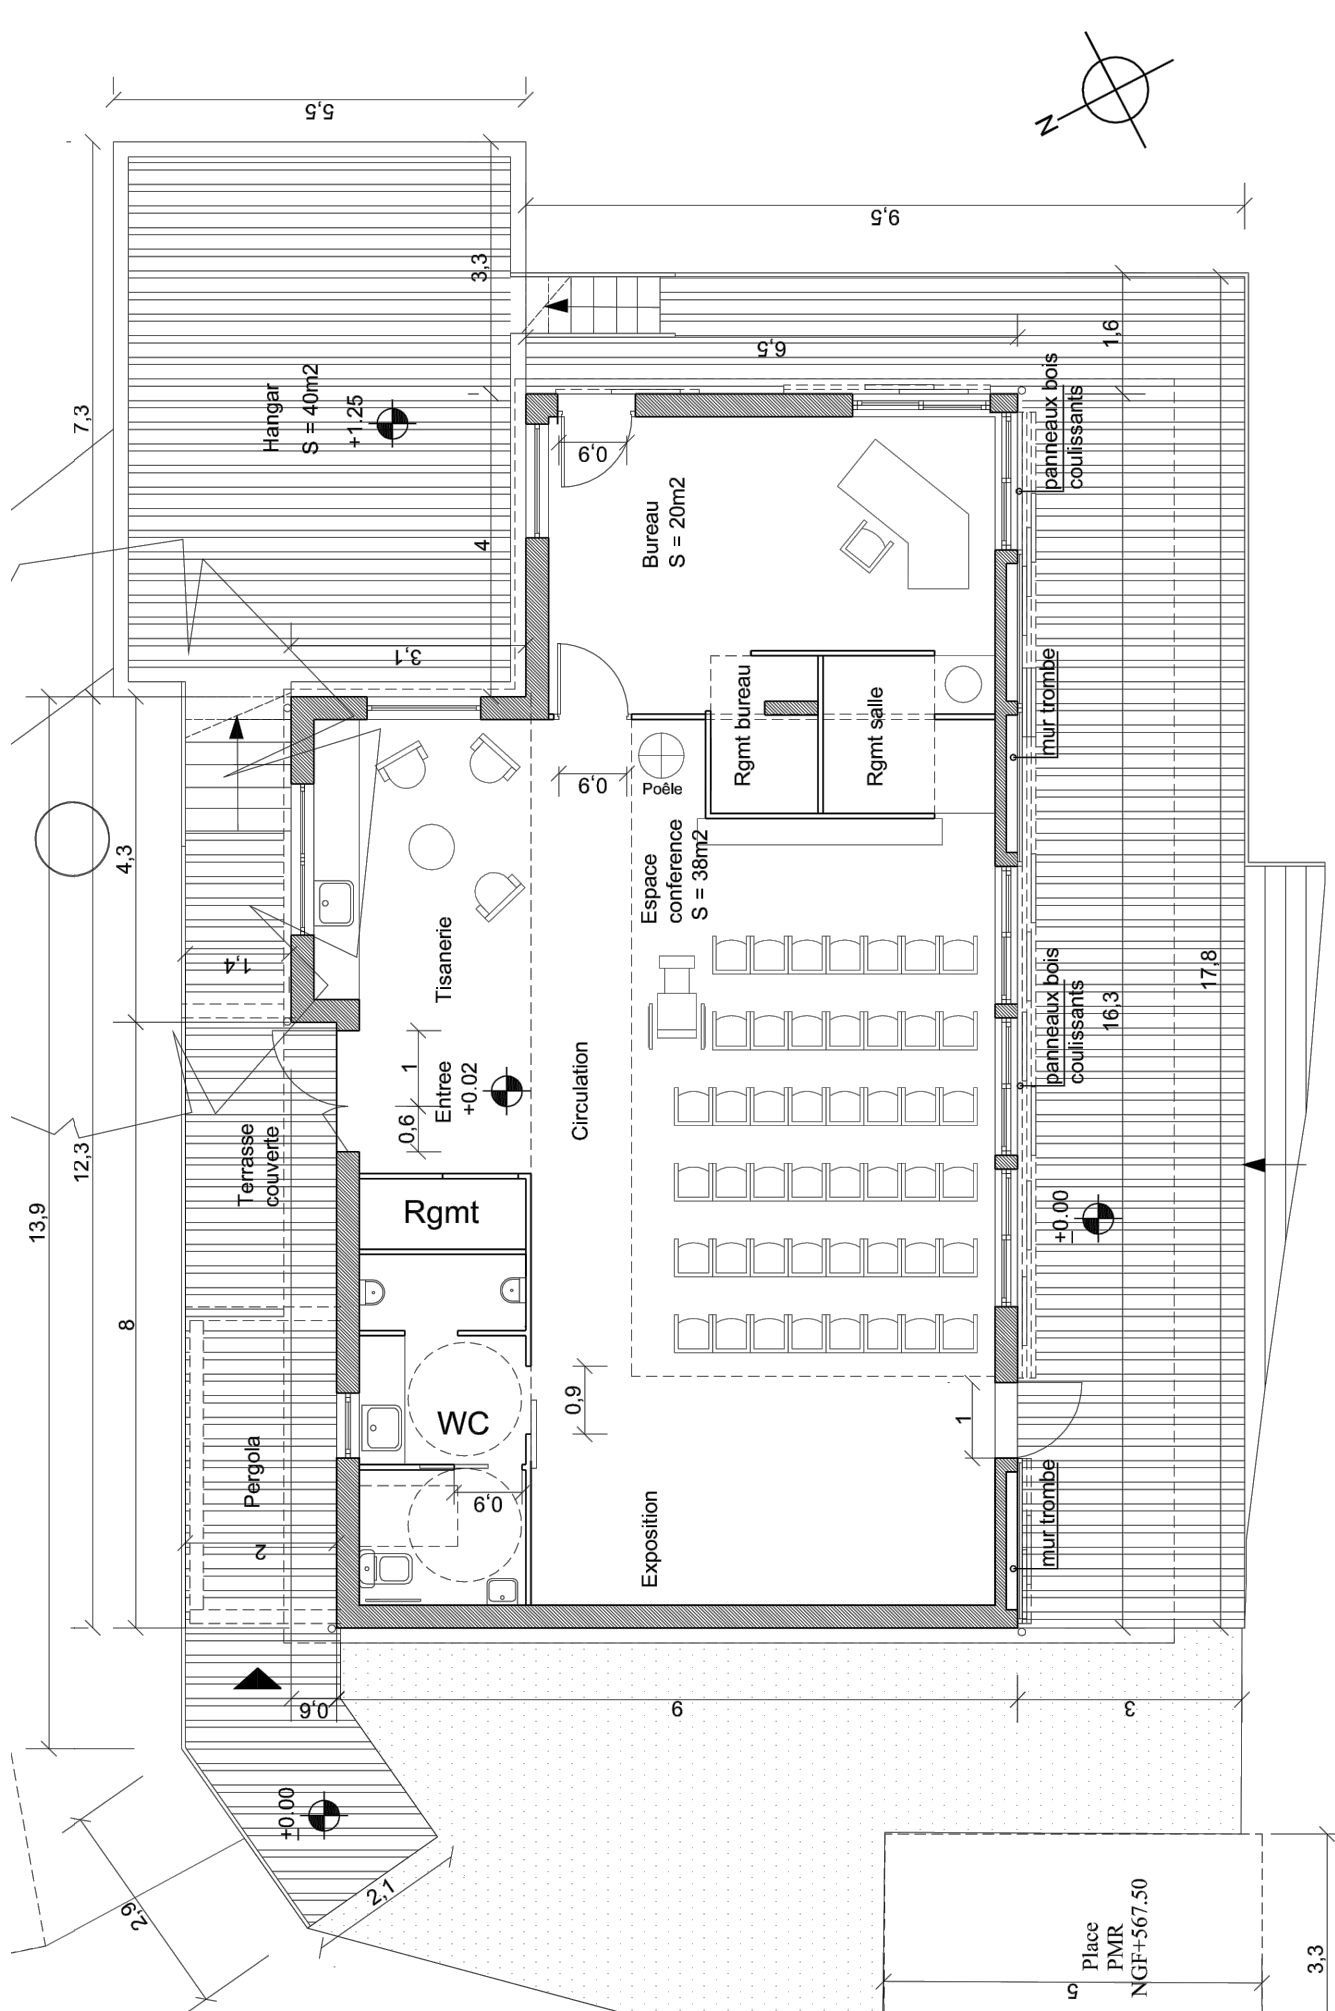 5,5
N
9,5
3,3
7,3
Hangar
S = 40m2
+1.25
6,5
1,6
panneaux bois
coulissants
0,9
Bureau
S = 20m2
4
3,1
Rgmt bureau
Rgmt salle
mur trombe
0,9
Poêle
4,3
Espace
conference
S = 38m2
1,4
Tisanerie
17,8
panneaux bois
coulissants
16,3
1
Entree
+0.02
0,6
Circulation
Terrasse
couverte
12,3
13,9
Rgmt
+0.00
8
0,9
WC
1
Pergola
0,9
Exposition
mur trombe
2
0,6
9
3
+0.00
2,1
2,9
Place
PMR
NGF+567.50
5
3,3